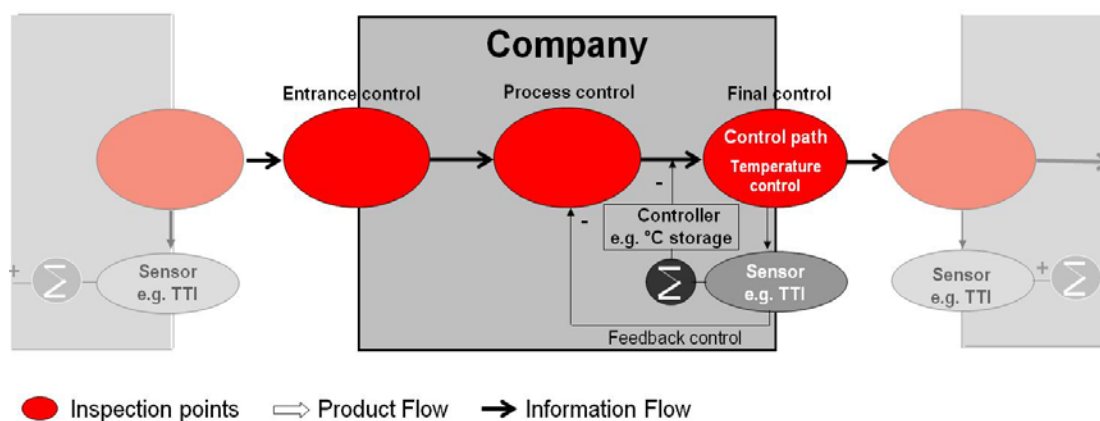 Company
Entrance control
Process control
Final control
Control path
Temperature
control
-
-
Controller
e.g. °C storage
+
Σ
Sensor
e.g. TTI
Σ
Sensor
e.g. TTI
Sensor
e.g. TTI
+
Σ
Feedback control
Inspection points
Product Flow
Information Flow